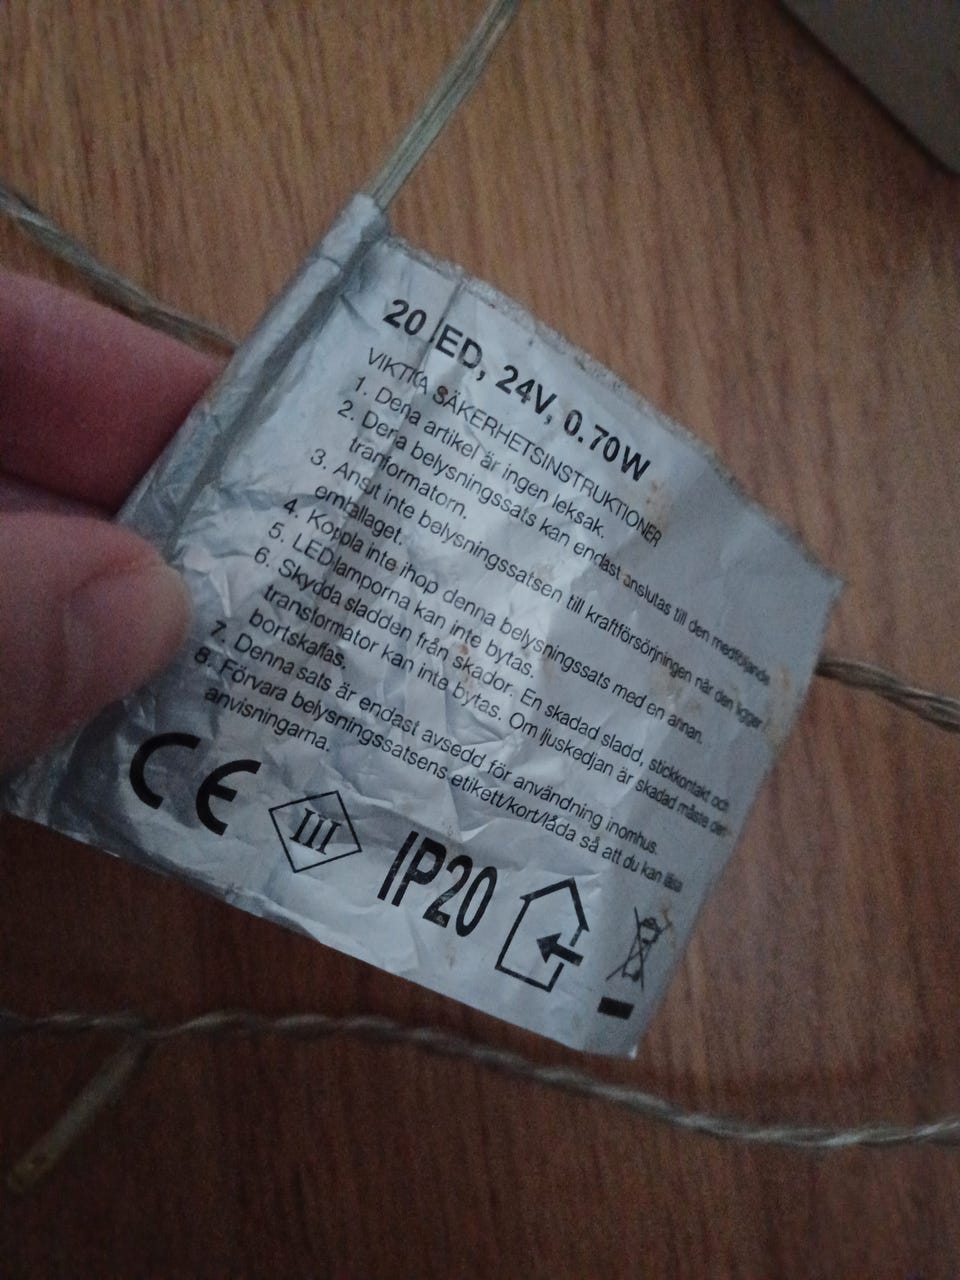 20 LED, 24V, 0.70W
VIKTIGA SÄKERHETSINSTRUKTIONER
1. Dena artikel är ingen leksak.
2. Dena belysningssats kan endast anslutas till den medföljande
tranformatorn.
3. Anslut inte belysningssatsen till kraftförsörjningen när den ligger
emballaget.
4. Koppla inte ihop denna belysningssats med en annan.
5. LED lamporna kan inte bytas.
6. Skydda sladden från skador. En skadad sladd, stickkontakt och
transformator kan inte bytas. Om ljuskedjan är skadad måste den
bortskaffas.
7. Denna sats är endast avsedd för användning inomhus.
8. Förvara belysningssatsens etikett/kort/låda så att du kan läsa
anvisningarna.
CE III IP20